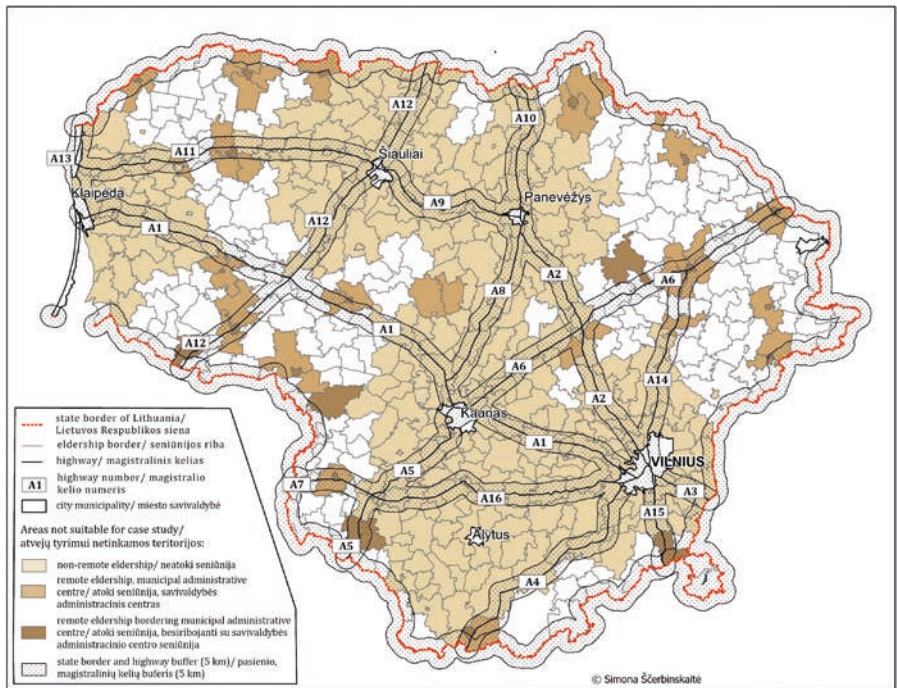 A12
A10
A13
A11
Šiauliai
Klaipėda
Panevėžys
A9
A1
A12
A2
A6
A8
A12
A1
A6
A14
A2
Kaunas
A1
VILNIUS
A5
A3
A7
A16
A15
A5
Alytus
A4
state border of Lithuania/
Lietuvos Respublikos siena
eldership border/ seniūnijos riba
highway/ magistralinis kelias
A1
highway number/ magistralio
kelio numeris
city municipality/ miesto savivaldybė
Areas not suitable for case study/
atvejų tyrimui netinkamos teritorijos:
non-remote eldership/ neatoki seniūnija
remote eldership, municipal administrative
centre/ atoki seniūnija, savivaldybės
administracinis centras
remote eldership bordering municipal administrative
centre/ atoki seniūnija, besiribojanti su savivaldybės
administracinio centro seniūnija
state border and highway buffer (5 km)/ pasienio,
magistralinių kelių buferis (5 km)
© Simona Ščerbinskaitė